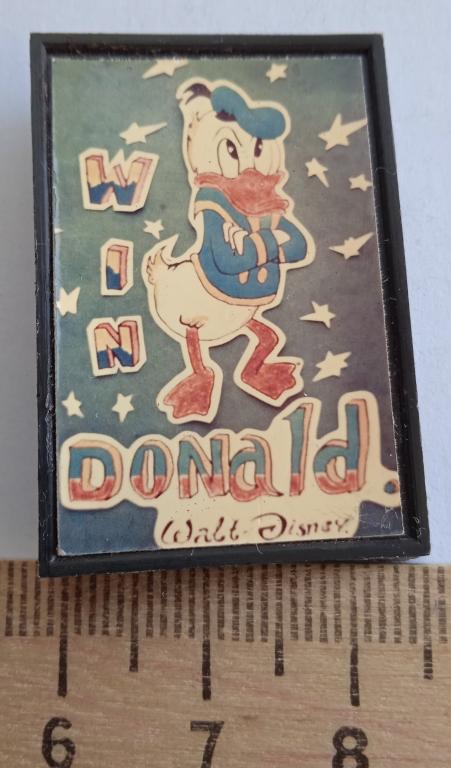 WIN
DONALd.
Walt-Disney.
6 7 8